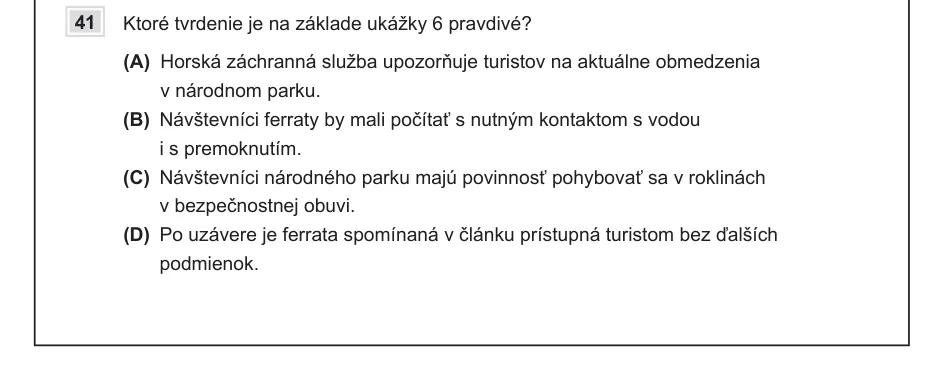 41 Ktoré tvrdenie je na základe ukážky 6 pravdivé?
(A) Horská záchranná služba upozorňuje turistov na aktuálne obmedzenia
v národnom parku.
(B) Návštevníci ferraty by mali počítať s nutným kontaktom s vodou
i s premoknutím.
(C) Návštevníci národného parku majú povinnosť pohybovať sa v roklinách
v bezpečnostnej obuvi.
(D) Po uzávere je ferrata spomínaná v článku prístupná turistom bez ďalších
podmienok.